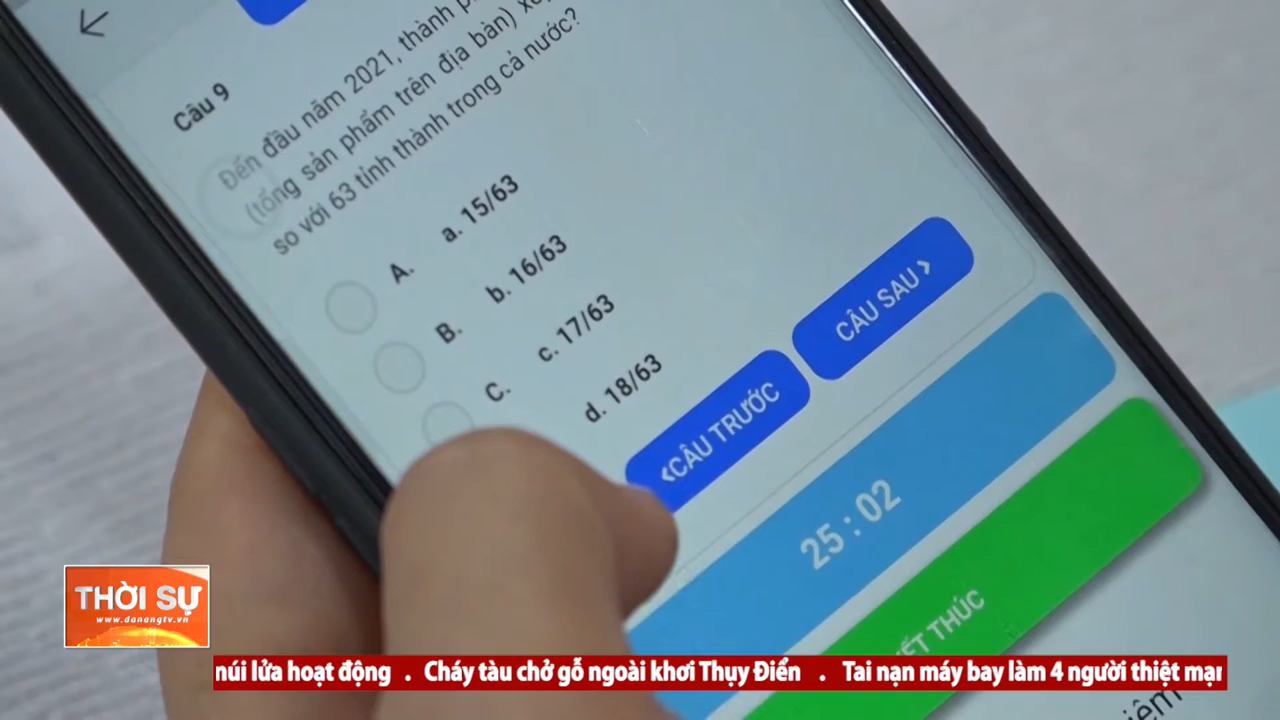 Câu 9
Đến đầu năm 2021, thành
(tổng sản phẩm trên địa bàn)
so với 63 tỉnh thành trong cả nước?
A. a. 15/63
B. b. 16/63
C. c. 17/63
d. 18/63
‹CÂU TRƯỚC
CÂU SAU ›
25 : 02
THÚC
THỜI SỰ
www.danangtv.vn
núi lửa hoạt động . Cháy tàu chở gỗ ngoài khơi Thụy Điển . Tai nạn máy bay làm 4 người thiệt mạn